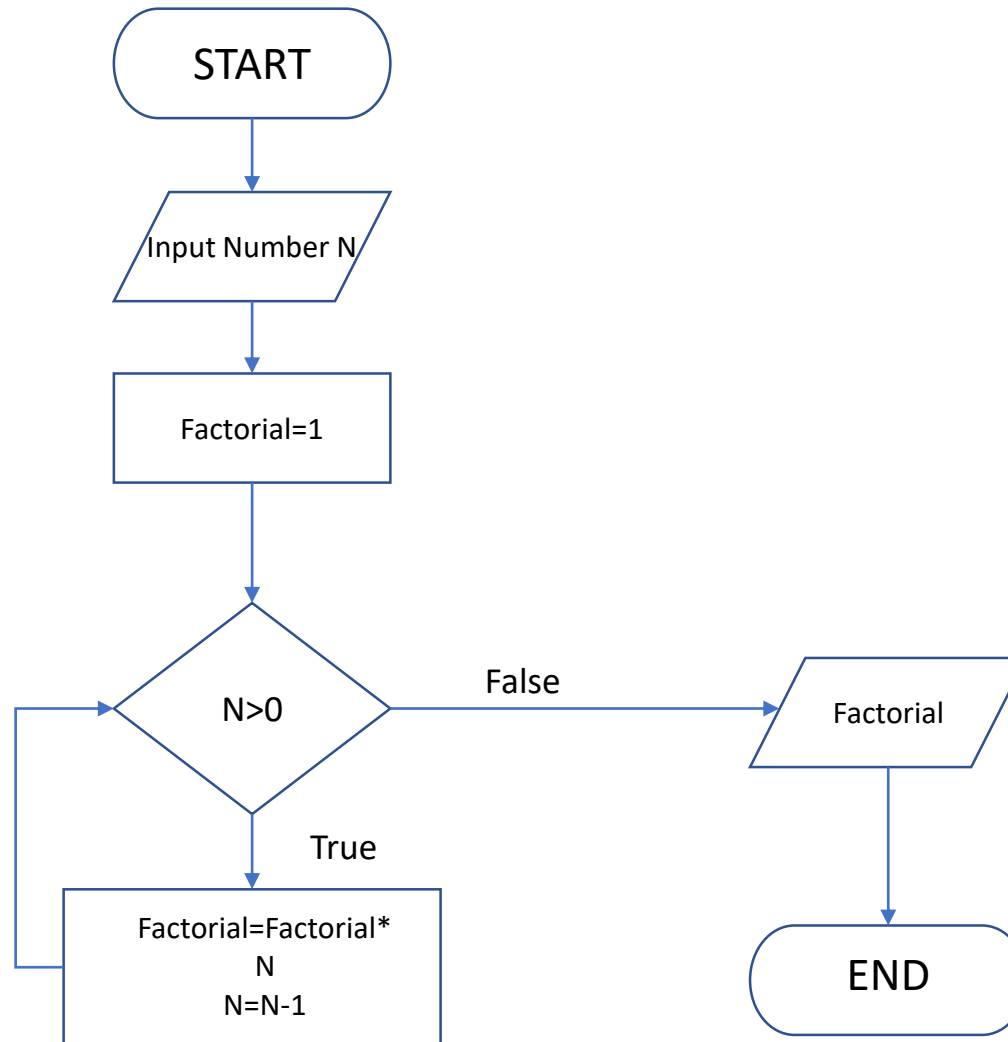 START
Input Number N
Factorial=1
N>0
False
Factorial
True
Factorial=Factorial*
N
N=N-1
END